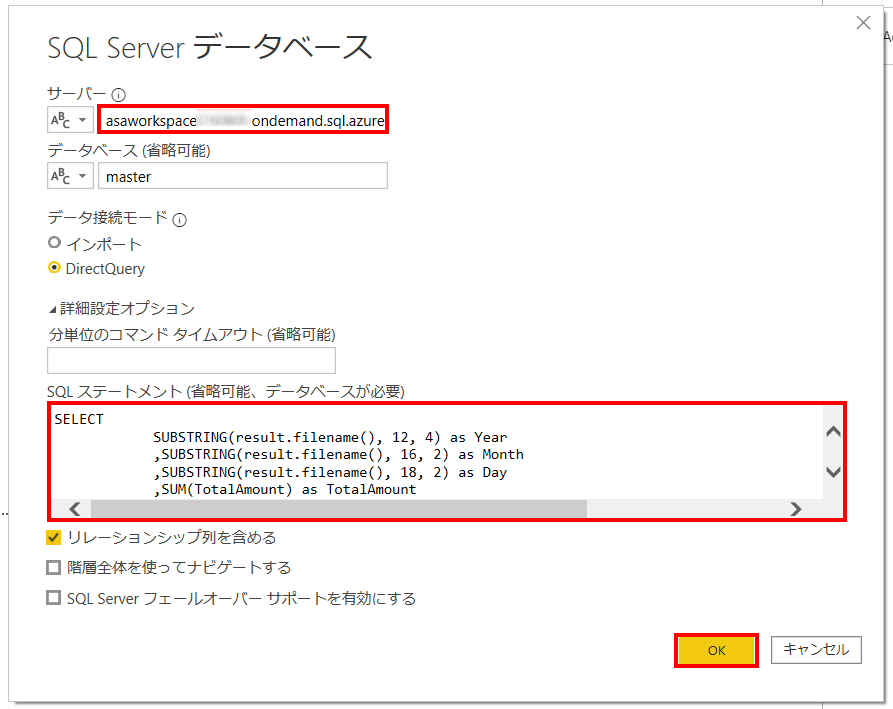 SQL Server データベース
サーバー
ABC asaworkspace ondemand.sql.azure
データベース (省略可能)
ABC master
データ接続モード
インポート
DirectQuery
詳細設定オプション
分単位のコマンド タイムアウト (省略可能)
SQL ステートメント (省略可能、データベースが必要)
SELECT
SUBSTRING(result.filename(), 12, 4) as Year
,SUBSTRING(result.filename(), 16, 2) as Month
,SUBSTRING(result.filename(), 18, 2) as Day
,SUM(TotalAmount) as TotalAmount
リレーションシップ列を含める
階層全体を使ってナビゲートする
SQL Server フェールオーバー サポートを有効にする
OK キャンセル